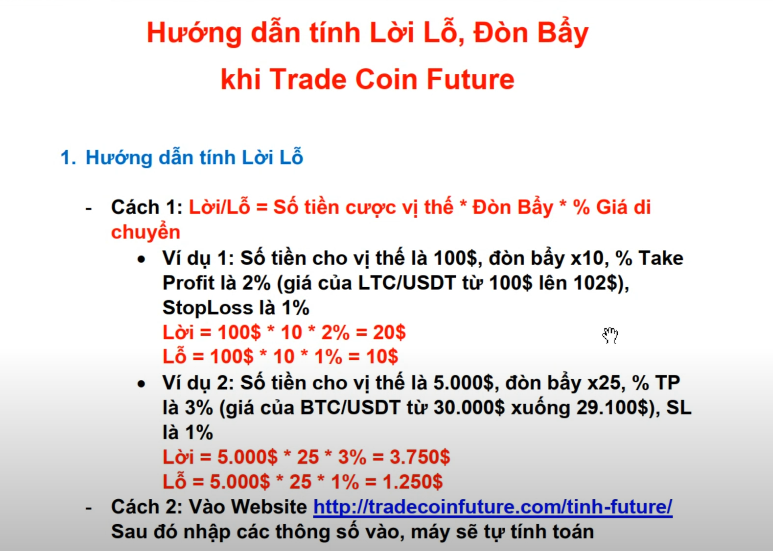 Hướng dẫn tính Lời Lỗ, Đòn Bẩy
khi Trade Coin Future
1. Hướng dẫn tính Lời Lỗ
- Cách 1: Lời/Lỗ = Số tiền cược vị thế * Đòn Bẩy * % Giá di
chuyển
• Ví dụ 1: Số tiền cho vị thế là 100$, đòn bẩy x10, % Take
Profit là 2% (giá của LTC/USDT từ 100$ lên 102$),
StopLoss là 1%
Lời = 100$ * 10 * 2% = 20$
Lỗ = 100$ * 10 * 1% = 10$
• Ví dụ 2: Số tiền cho vị thế là 5.000$, đòn bẩy x25, % TP
là 3% (giá của BTC/USDT từ 30.000$ xuống 29.100$), SL
là 1%
Lời = 5.000$ * 25 * 3% = 3.750$
Lỗ = 5.000$ * 25 * 1% = 1.250$
- Cách 2: Vào Website http://tradecoinfuture.com/tinh-future/
Sau đó nhập các thông số vào, máy sẽ tự tính toán